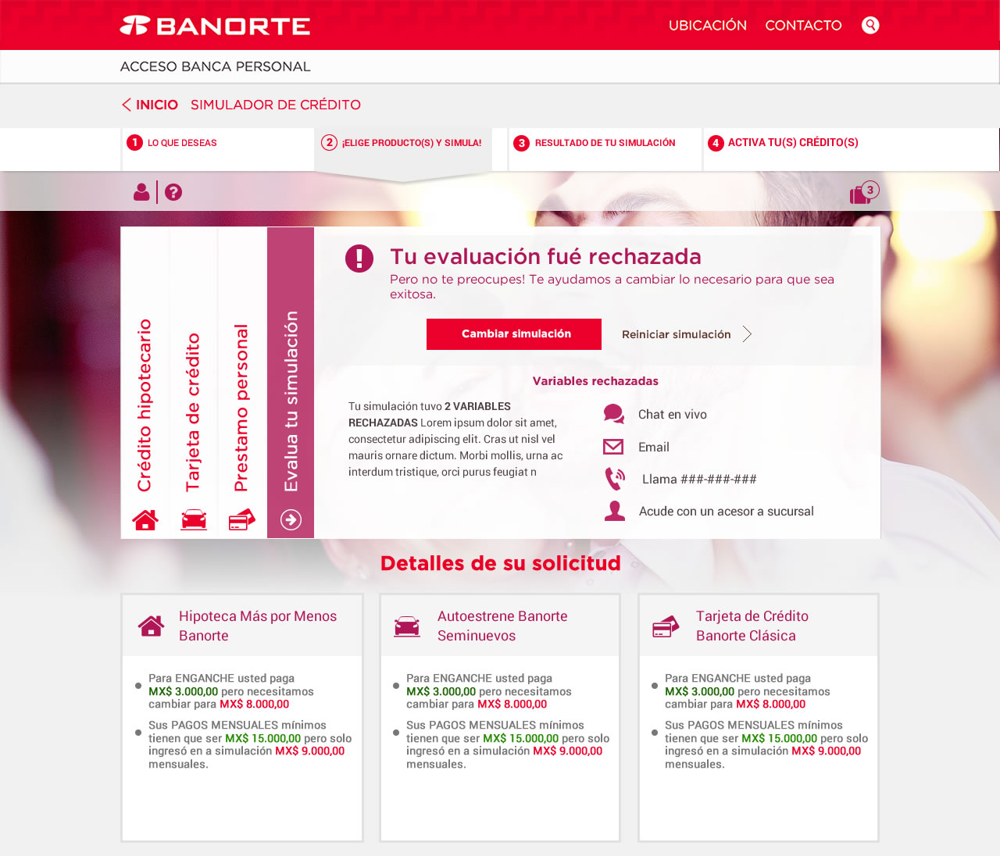 BANORTE
UBICACIÓN CONTACTO
ACCESO BANCA PERSONAL
INICIO SIMULADOR DE CRÉDITO
1 LO QUE DESEAS
2 ¡ELIGE PRODUCTO(S) Y SIMULA!
3 RESULTADO DE TU SIMULACIÓN
4 ACTIVA TU(S) CRÉDITO(S)
?
3
Crédito hipotecario
Tarjeta de crédito
Prestamo personal
Evalua tu simulación
Tu evaluación fué rechazada
Pero no te preocupes! Te ayudamos a cambiar lo necesario para que sea
exitosa.
Cambiar simulación
Reiniciar simulación
Variables rechazadas
Tu simulación tuvo 2 VARIABLES
RECHAZADAS Lorem ipsum dolor sit amet,
consectetur adipiscing elit. Cras ut nisl vel
mauris ornare dictum. Morbi mollis, urna ac
interdum tristique, orci purus feugiat n
Chat en vivo
Email
Llama ###-###-###
Acude con un acesor a sucursal
Detalles de su solicitud
Hipoteca Más por Menos
Banorte
Para ENGANCHE usted paga
MX$ 3.000,00 pero necesitamos
cambiar para MX$ 8.000,00
Sus PAGOS MENSUALES mínimos
tienen que ser MX$ 15.000,00 pero solo
ingresó en a simulación MX$ 9.000,00
mensuales.
Autoestrene Banorte
Seminuevos
Para ENGANCHE usted paga
MX$ 3.000,00 pero necesitamos
cambiar para MX$ 8.000,00
Sus PAGOS MENSUALES mínimos
tienen que ser MX$ 15.000,00 pero solo
ingresó en a simulación MX$ 9.000,00
mensuales.
Tarjeta de Crédito
Banorte Clásica
Para ENGANCHE usted paga
MX$ 3.000,00 pero necesitamos
cambiar para MX$ 8.000,00
Sus PAGOS MENSUALES mínimos
tienen que ser MX$ 15.000,00 pero solo
ingresó en a simulación MX$ 9.000,00
mensuales.